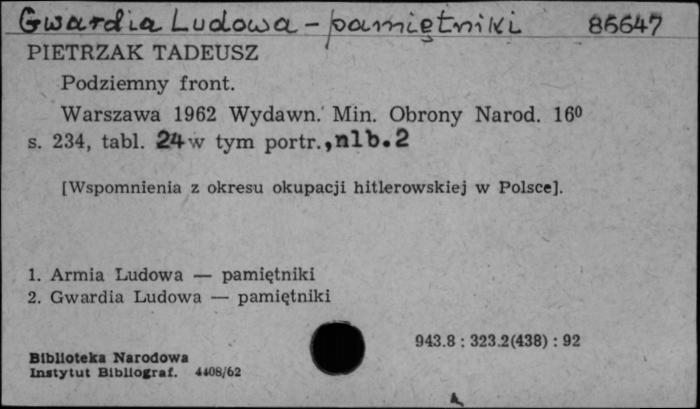 Gwardia Ludowa - pamiętniki 86647
PIETRZAK TADEUSZ
Podziemny front.
Warszawa 1962 Wydawn. Min. Obrony Narod. 16⁰
s. 234, tabl. 24 w tym portr., nlb. 2
[Wspomnienia z okresu okupacji hitlerowskiej w Polsce].
1. Armia Ludowa — pamiętniki
2. Gwardia Ludowa — pamiętniki
943.8 : 323.2(438) : 92
Biblioteka Narodowa
Instytut Bibliograf. 4408/62